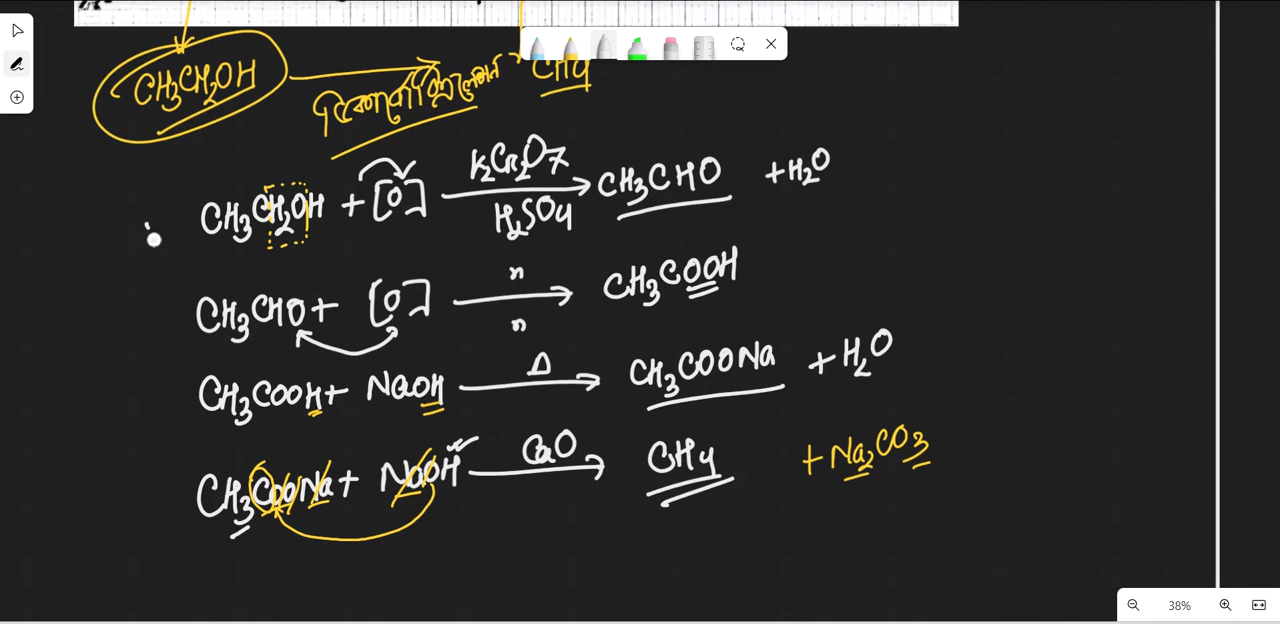 CH₃CH₂OH
CH₄
CH₃CH₂OH + [O] K₂Cr₂O₇ H₂SO₄ CH₃CHO + H₂O
CH₃CHO + [O] " " CH₃COOH
CH₃COOH + NaOH Δ CH₃COONa + H₂O
CH₃COONa + NaOH CaO CH₄ + Na₂CO₃
38%